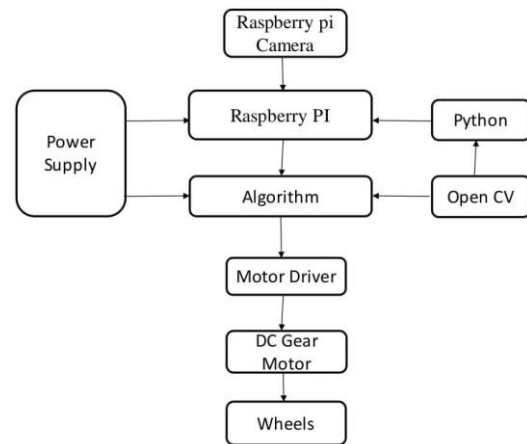 Raspberry pi
Camera
Raspberry PI
Python
Power
Supply
Algorithm
Open CV
Motor Driver
DC Gear
Motor
Wheels